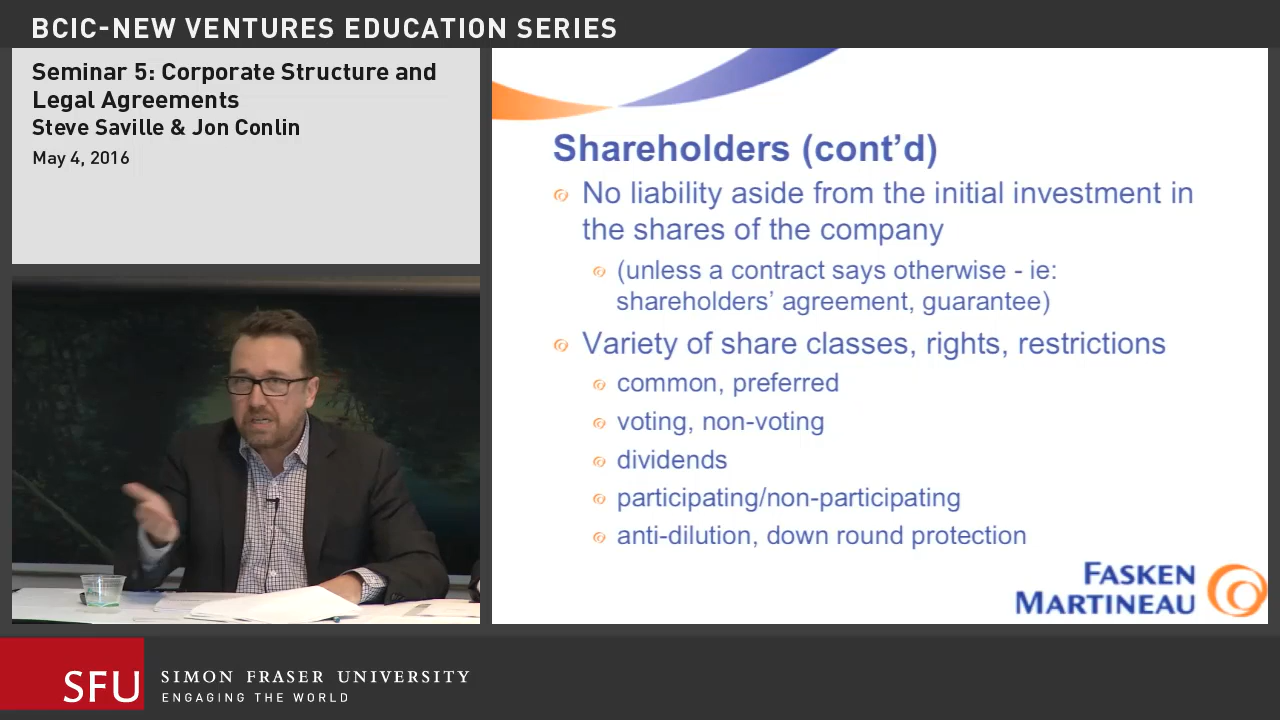 BCIC-NEW VENTURES EDUCATION SERIES
Seminar 5: Corporate Structure and
Legal Agreements
Steve Saville & Jon Conlin
May 4, 2016
Shareholders (cont’d)
No liability aside from the initial investment in
the shares of the company
(unless a contract says otherwise - ie:
shareholders’ agreement, guarantee)
Variety of share classes, rights, restrictions
common, preferred
voting, non-voting
dividends
participating/non-participating
anti-dilution, down round protection
FASKEN
MARTINEAU
SFU
SIMON FRASER UNIVERSITY
ENGAGING THE WORLD